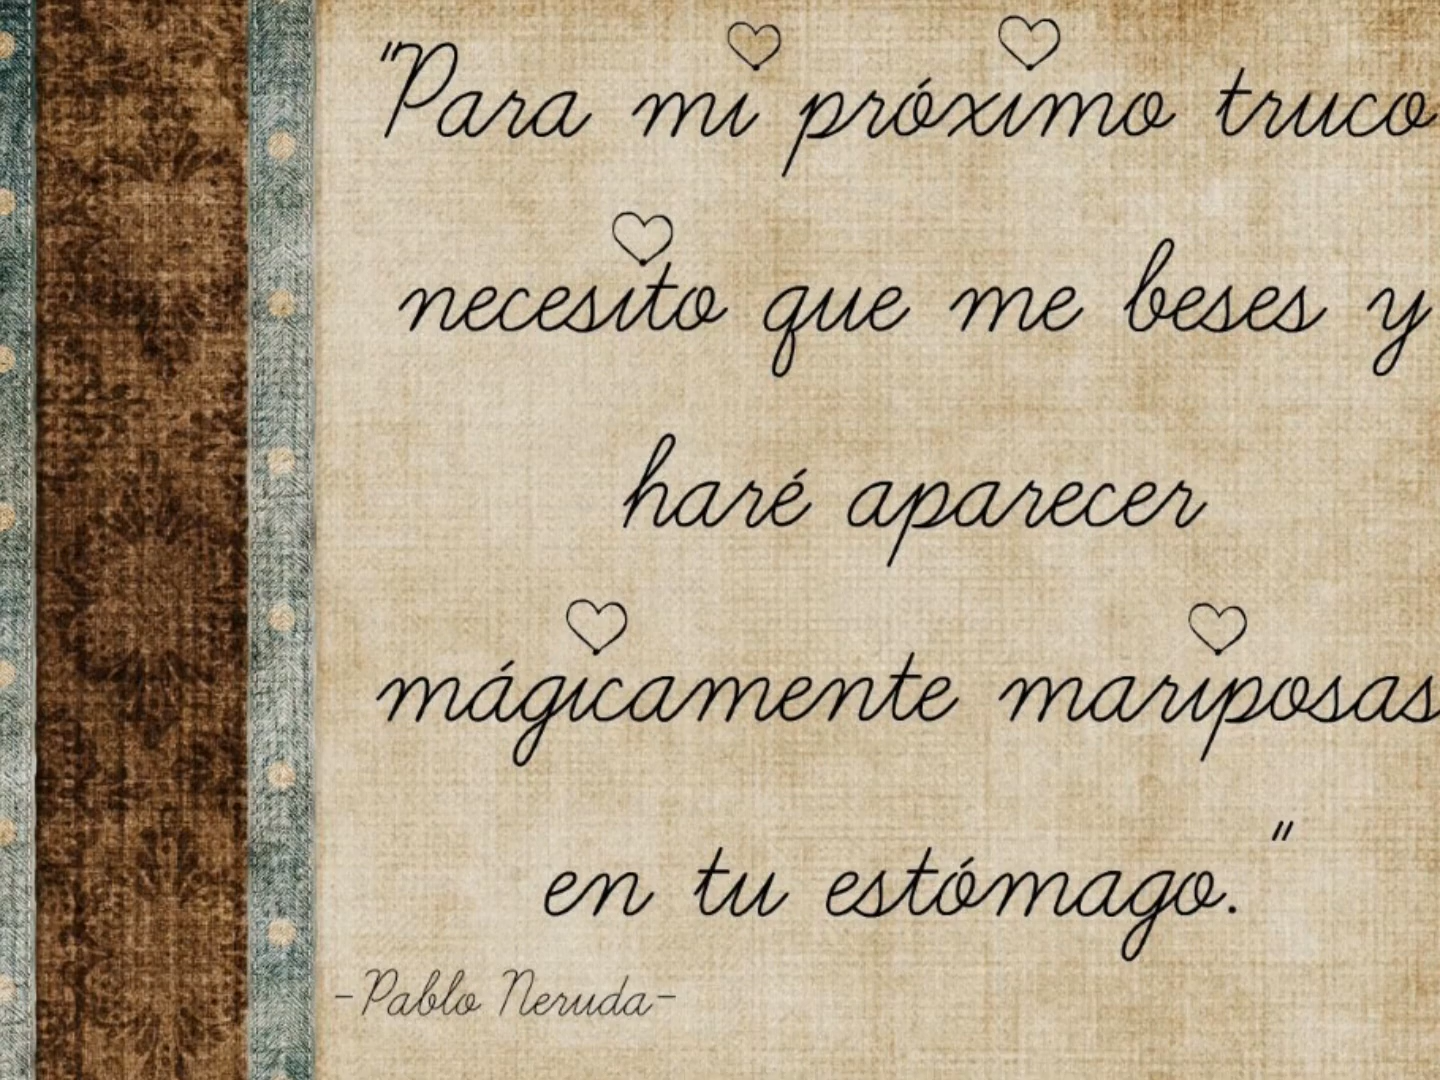 "Para mi próximo truco
necesito que me beses y
haré aparecer
mágicamente mariposas
en tu estómago."
-Pablo Neruda-